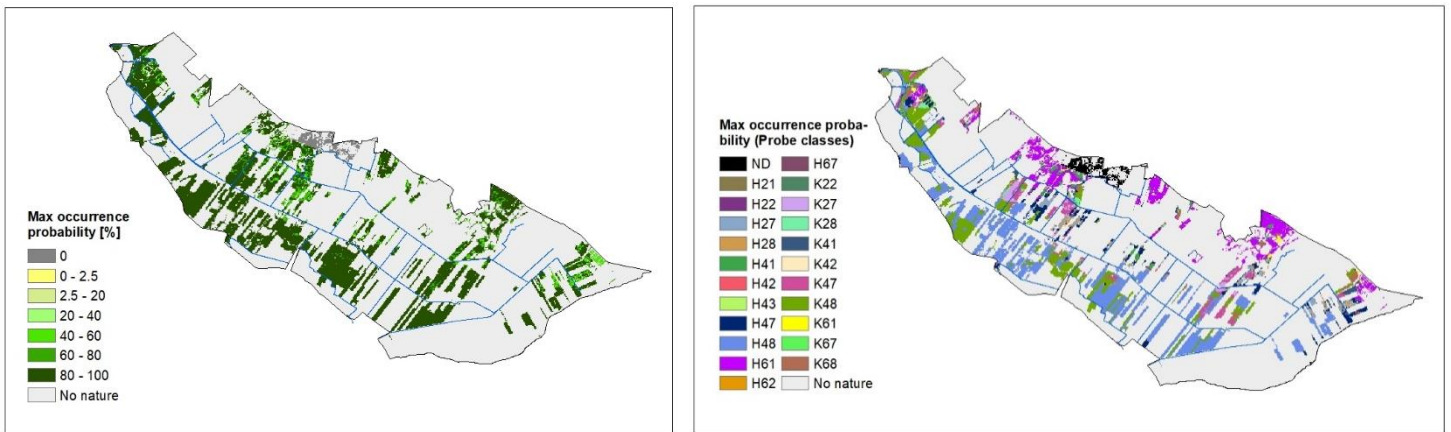 Max occurrence
probability [%]
0
0 - 2.5
2.5 - 20
20 - 40
40 - 60
60 - 80
80 - 100
No nature
Max occurrence proba-
bility (Probe classes)
ND H67
H21 K22
H22 K27
H27 K28
H28 K41
H41 K42
H42 K47
H43 K48
H47 K61
H48 K67
H61 K68
H62 No nature